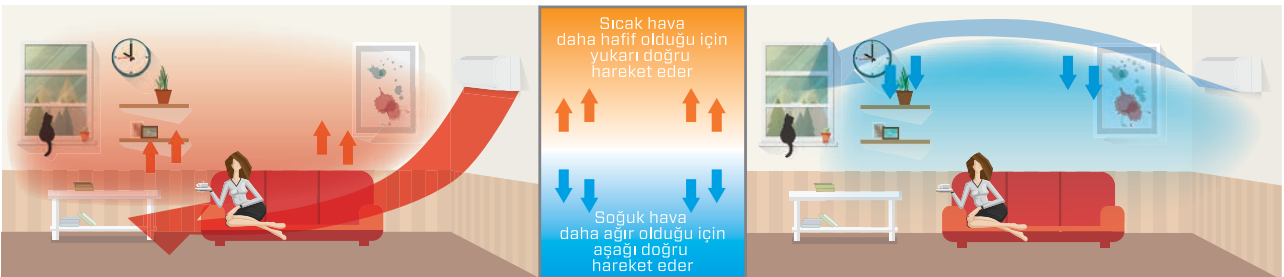 Sıcak hava
daha hafif olduğu için
yukarı doğru
hareket eder
Soğuk hava
daha ağır olduğu için
aşağı doğru
hareket eder